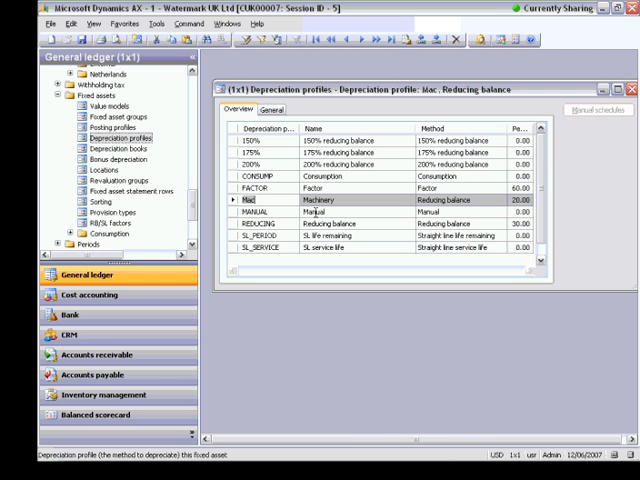 Microsoft Dynamics AX - 1 - Watermark UK Ltd [CUK00007: Session ID - 5]
Currently Sharing
File Edit View Favorites Tools Command Windows Help
General ledger (1x1)
Netherlands
Withholding tax
Fixed assets
Value models
Fixed asset groups
Posting profiles
Depreciation profiles
Depreciation books
Bonus depreciation
Locations
Revaluation groups
Fixed asset statement rows
Sorting
Provision types
RB/SL factors
Consumption
Periods
General ledger
Cost accounting
Bank
CRM
Accounts receivable
Accounts payable
Inventory management
Balanced scorecard
(1x1) Depreciation profiles - Depreciation profile: Mac, Reducing balance
Overview General
Manual schedules
Depreciation p... Name Method Pe...
150% 150% reducing balance 150% reducing balance 0.00
175% 175% reducing balance 175% reducing balance 0.00
200% 200% reducing balance 200% reducing balance 0.00
CONSUMP Consumption Consumption 0.00
FACTOR Factor Factor 60.00
Mac Machinery Reducing balance 20.00
MANUAL Manual Manual 0.00
REDUCING Reducing balance Reducing balance 30.00
SL_PERIOD SL life remaining Straight line life remaining 0.00
SL_SERVICE SL service life Straight line service life 0.00
Depreciation profile (the method to depreciate) this fixed asset
USD 1x1 usr Admin 12/06/2007